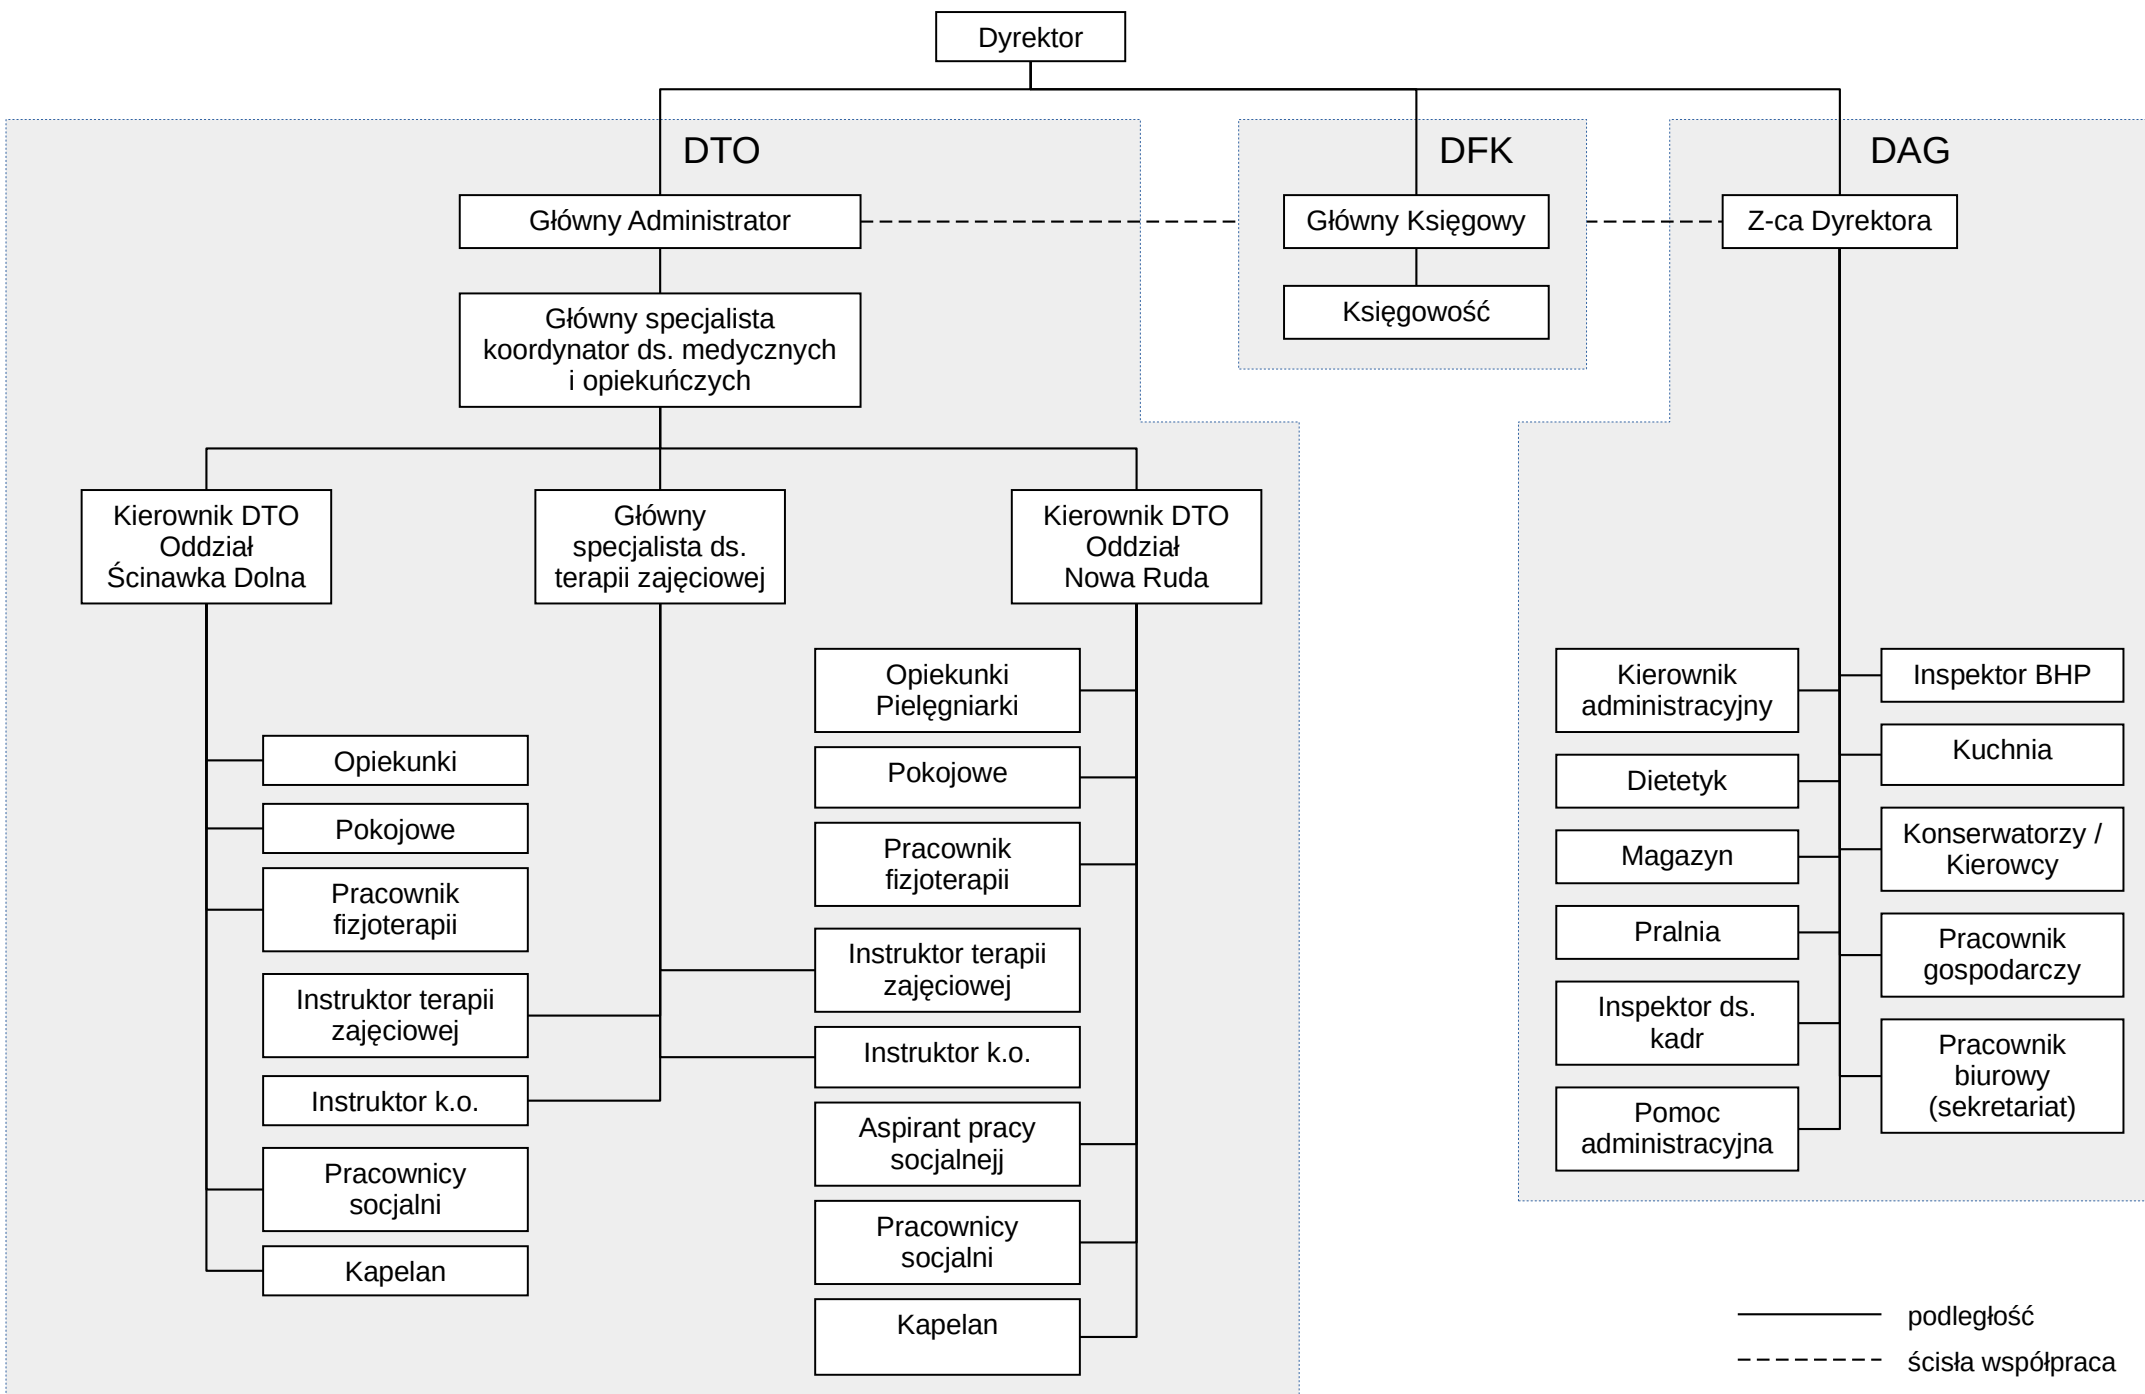 Dyrektor
DTO
DFK
DAG
Główny Administrator
Główny Księgowy
Z-ca Dyrektora
Główny specjalista
koordynator ds. medycznych
i opiekuńczych
Księgowość
Kierownik DTO
Oddział
Ścinawka Dolna
Główny
specjalista ds.
terapii zajęciowej
Kierownik DTO
Oddział
Nowa Ruda
Opiekunki
Pokojowe
Pracownik
fizjoterapii
Instruktor terapii
zajęciowej
Instruktor k.o.
Pracownicy
socjalni
Kapelan
Opiekunki
Pielęgniarki
Pokojowe
Pracownik
fizjoterapii
Instruktor terapii
zajęciowej
Instruktor k.o.
Aspirant pracy
socjalnejj
Pracownicy
socjalni
Kapelan
Kierownik
administracyjny
Dietetyk
Magazyn
Pralnia
Inspektor ds.
kadr
Pomoc
administracyjna
Inspektor BHP
Kuchnia
Konserwatorzy /
Kierowcy
Pracownik
gospodarczy
Pracownik
biurowy
(sekretariat)
podległość
ścisła współpraca